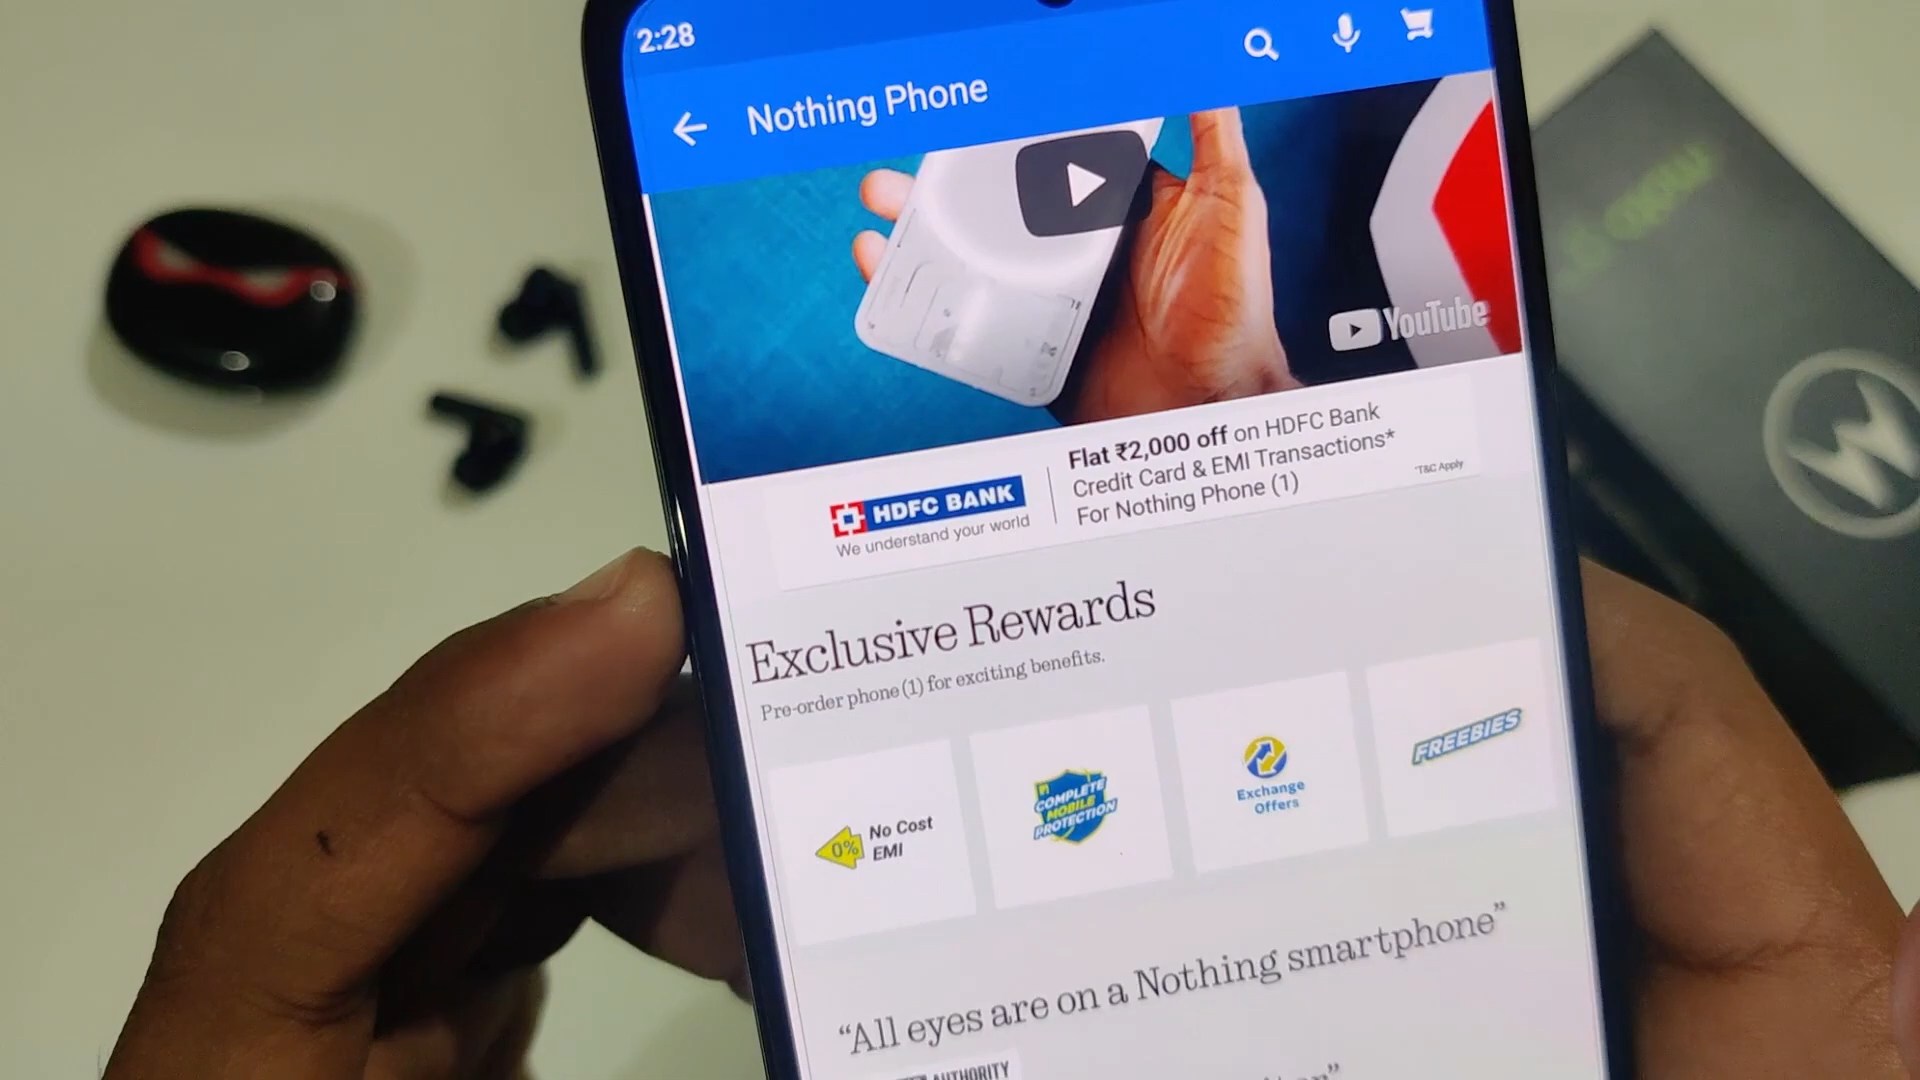 2:28
Nothing Phone
YouTube
HDFC BANK
We understand your world
Flat ₹2,000 off on HDFC Bank
Credit Card & EMI Transactions*
For Nothing Phone (1)
*T&C Apply
Exclusive Rewards
Pre-order phone (1) for exciting benefits.
0%
No Cost
EMI
COMPLETE
MOBILE
PROTECTION
Exchange
Offers
FREEBIES
“All eyes are on a Nothing smartphone”
AUTHORITY